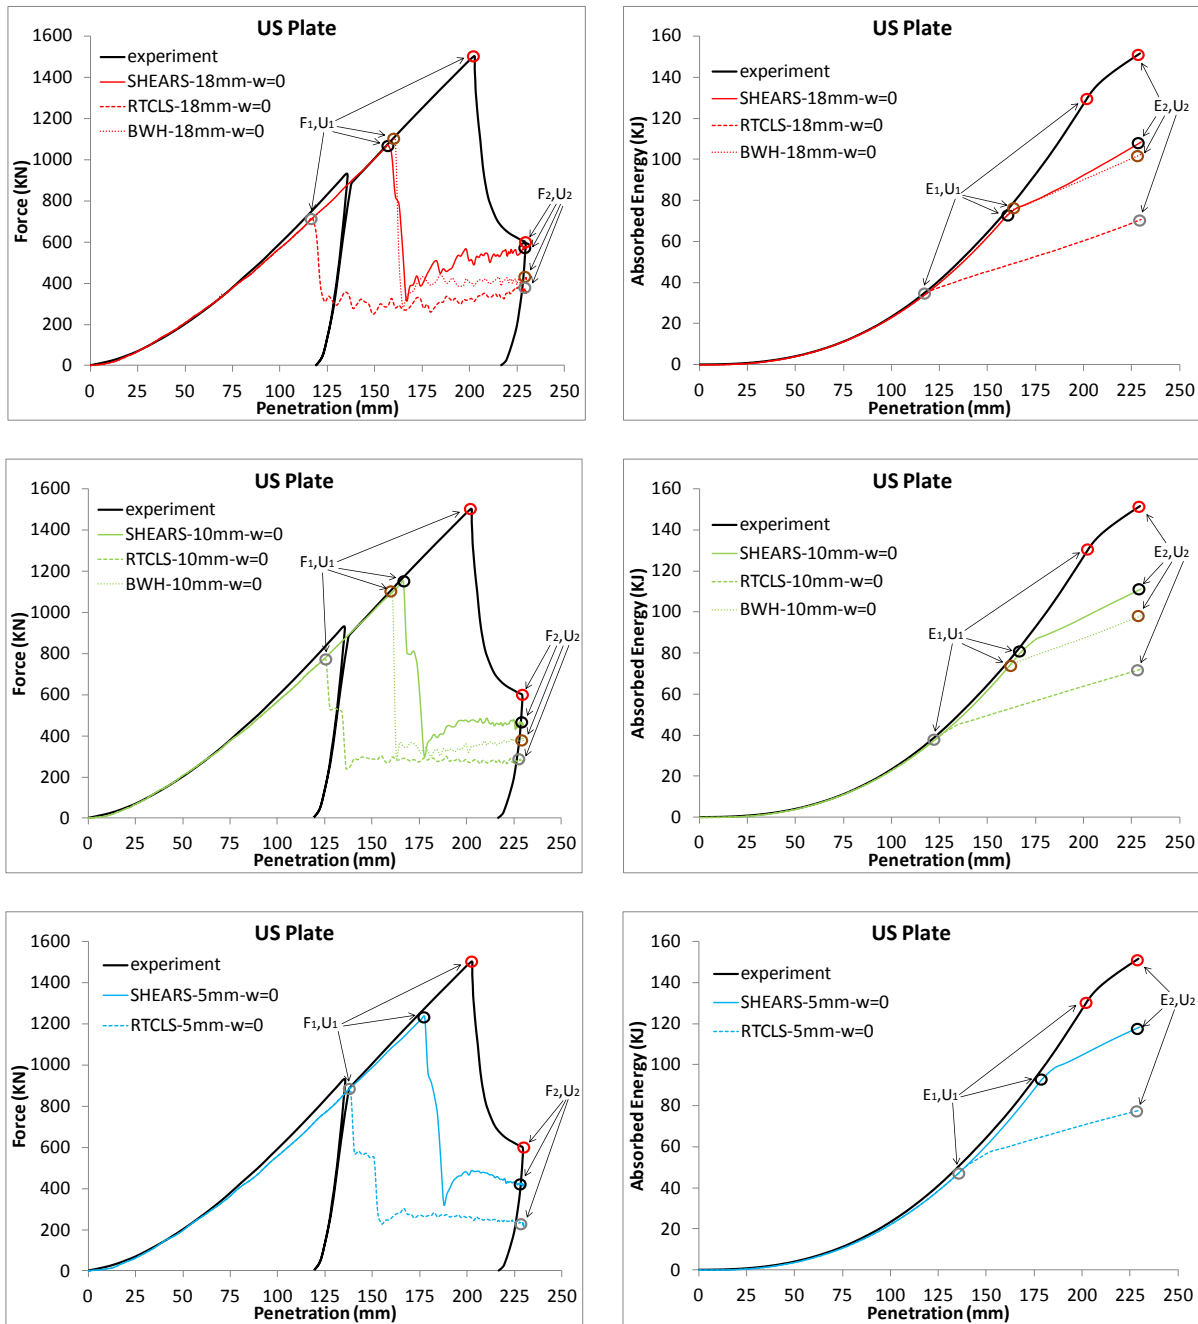 US Plate
1600
1400
1200
1000
800
600
400
200
0
Force (KN)
experiment
SHEARS-18mm-w=0
RTCLS-18mm-w=0
BWH-18mm-w=0
F1,U1
F2,U2
0 25 50 75 100 125 150 175 200 225 250
Penetration (mm)
US Plate
160
140
120
100
80
60
40
20
0
Absorbed Energy (KJ)
experiment
SHEARS-18mm-w=0
RTCLS-18mm-w=0
BWH-18mm-w=0
E1,U1
E2,U2
0 25 50 75 100 125 150 175 200 225 250
Penetration (mm)
US Plate
1600
1400
1200
1000
800
600
400
200
0
Force (KN)
experiment
SHEARS-10mm-w=0
RTCLS-10mm-w=0
BWH-10mm-w=0
F1,U1
F2,U2
0 25 50 75 100 125 150 175 200 225 250
Penetration (mm)
US Plate
160
140
120
100
80
60
40
20
0
Absorbed Energy (KJ)
experiment
SHEARS-10mm-w=0
RTCLS-10mm-w=0
BWH-10mm-w=0
E1,U1
E2,U2
0 25 50 75 100 125 150 175 200 225 250
Penetration (mm)
US Plate
1600
1400
1200
1000
800
600
400
200
0
Force (KN)
experiment
SHEARS-5mm-w=0
RTCLS-5mm-w=0
F1,U1
F2,U2
0 25 50 75 100 125 150 175 200 225 250
Penetration (mm)
US Plate
160
140
120
100
80
60
40
20
0
Absorbed Energy (KJ)
experiment
SHEARS-5mm-w=0
RTCLS-5mm-w=0
E1,U1
E2,U2
0 25 50 75 100 125 150 175 200 225 250
Penetration (mm)